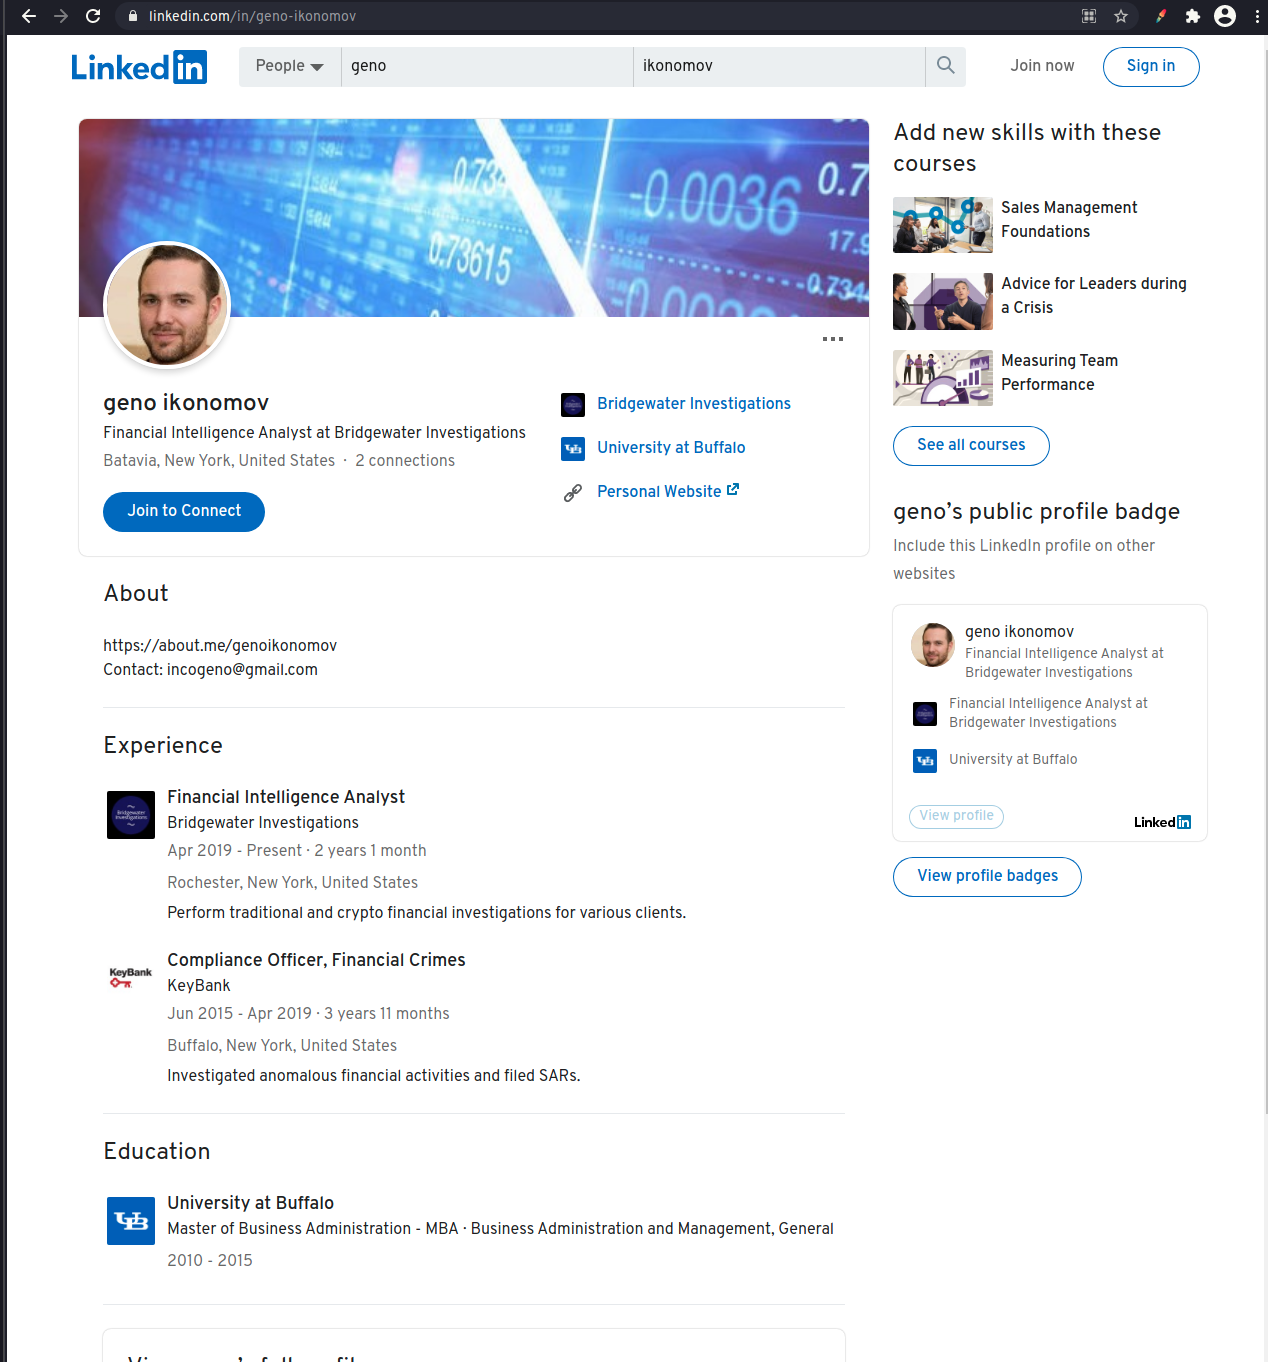 linkedin.com/in/geno-ikonomov
Linkedin
People
geno
ikonomov
Join now
Sign in
0.734
-0.0036
0.7
0.73615
17.9
-0.734
geno ikonomov
Financial Intelligence Analyst at Bridgewater Investigations
Batavia, New York, United States · 2 connections
Join to Connect
Bridgewater Investigations
University at Buffalo
Personal Website
About
https://about.me/genoikonomov
Contact: incogeno@gmail.com
Experience
Bridgewater
Investigations
Financial Intelligence Analyst
Bridgewater Investigations
Apr 2019 - Present · 2 years 1 month
Rochester, New York, United States
Perform traditional and crypto financial investigations for various clients.
KeyBank
Compliance Officer, Financial Crimes
KeyBank
Jun 2015 - Apr 2019 · 3 years 11 months
Buffalo, New York, United States
Investigated anomalous financial activities and filed SARs.
Education
UB
University at Buffalo
Master of Business Administration - MBA · Business Administration and Management, General
2010 - 2015
Add new skills with these
courses
Sales Management
Foundations
Advice for Leaders during
a Crisis
Measuring Team
Performance
See all courses
geno's public profile badge
Include this LinkedIn profile on other
websites
geno ikonomov
Financial Intelligence Analyst at
Bridgewater Investigations
Financial Intelligence Analyst at
Bridgewater Investigations
University at Buffalo
View profile
Linkedin
View profile badges